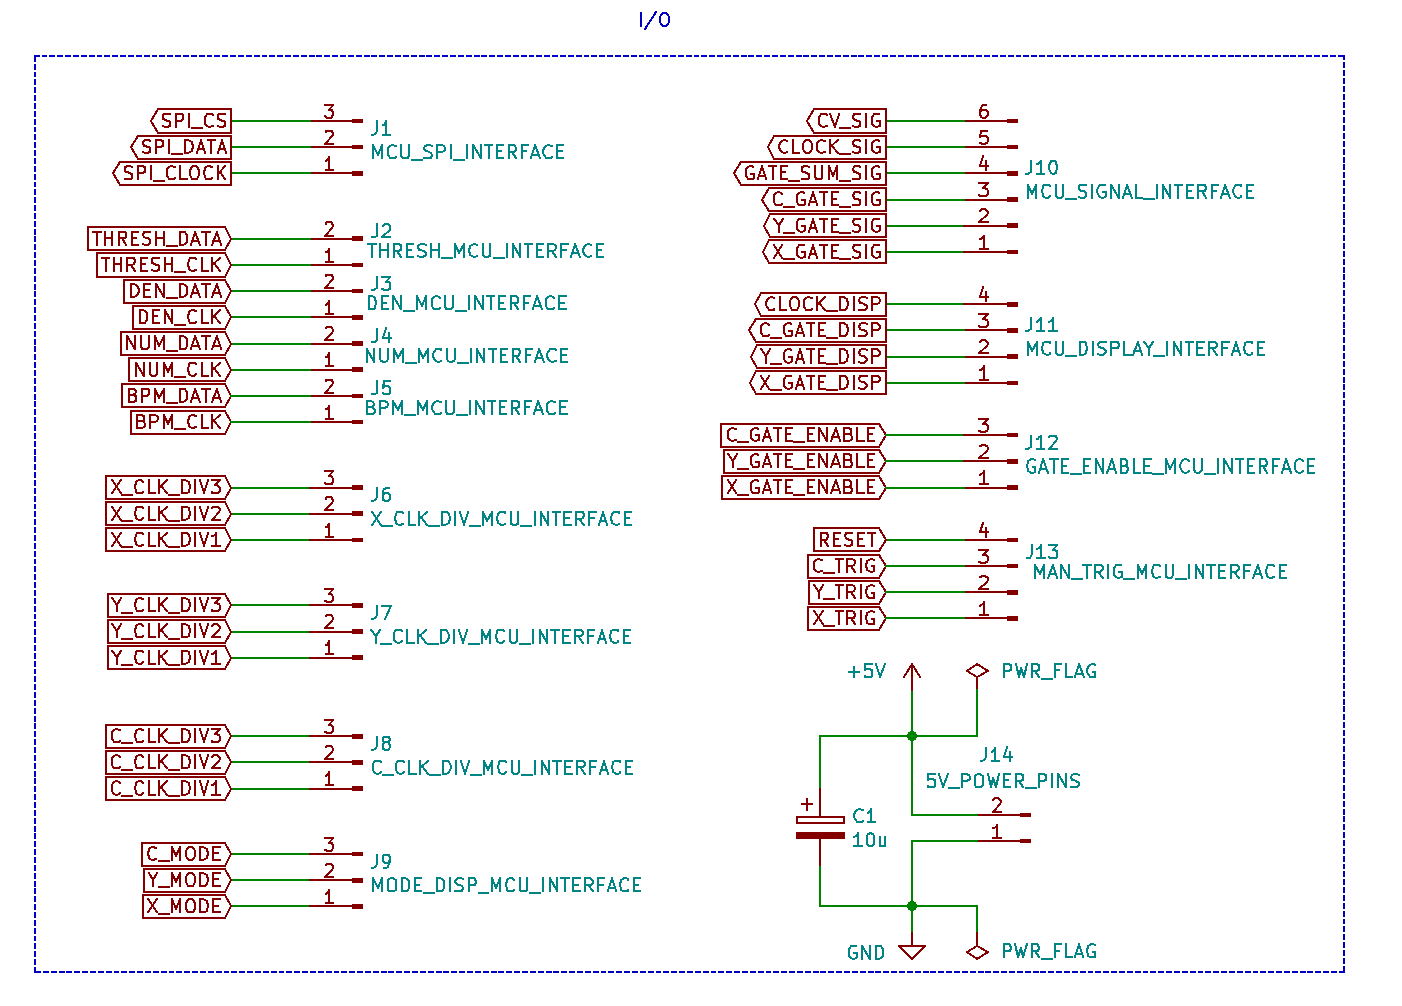 I/O
SPI_CS 3
SPI_DATA 2
SPI_CLOCK 1
J1
MCU_SPI_INTERFACE
THRESH_DATA 2
THRESH_CLK 1
J2
THRESH_MCU_INTERFACE
DEN_DATA 2
DEN_CLK 1
J3
DEN_MCU_INTERFACE
NUM_DATA 2
NUM_CLK 1
J4
NUM_MCU_INTERFACE
BPM_DATA 2
BPM_CLK 1
J5
BPM_MCU_INTERFACE
X_CLK_DIV3 3
X_CLK_DIV2 2
X_CLK_DIV1 1
J6
X_CLK_DIV_MCU_INTERFACE
Y_CLK_DIV3 3
Y_CLK_DIV2 2
Y_CLK_DIV1 1
J7
Y_CLK_DIV_MCU_INTERFACE
C_CLK_DIV3 3
C_CLK_DIV2 2
C_CLK_DIV1 1
J8
C_CLK_DIV_MCU_INTERFACE
C_MODE 3
Y_MODE 2
X_MODE 1
J9
MODE_DISP_MCU_INTERFACE
CV_SIG 6
CLOCK_SIG 5
GATE_SUM_SIG 4
C_GATE_SIG 3
Y_GATE_SIG 2
X_GATE_SIG 1
J10
MCU_SIGNAL_INTERFACE
CLOCK_DISP 4
C_GATE_DISP 3
Y_GATE_DISP 2
X_GATE_DISP 1
J11
MCU_DISPLAY_INTERFACE
C_GATE_ENABLE 3
Y_GATE_ENABLE 2
X_GATE_ENABLE 1
J12
GATE_ENABLE_MCU_INTERFACE
RESET 4
C_TRIG 3
Y_TRIG 2
X_TRIG 1
J13
MAN_TRIG_MCU_INTERFACE
+5V
PWR_FLAG
J14
5V_POWER_PINS
2
1
+
C1
10u
GND
PWR_FLAG